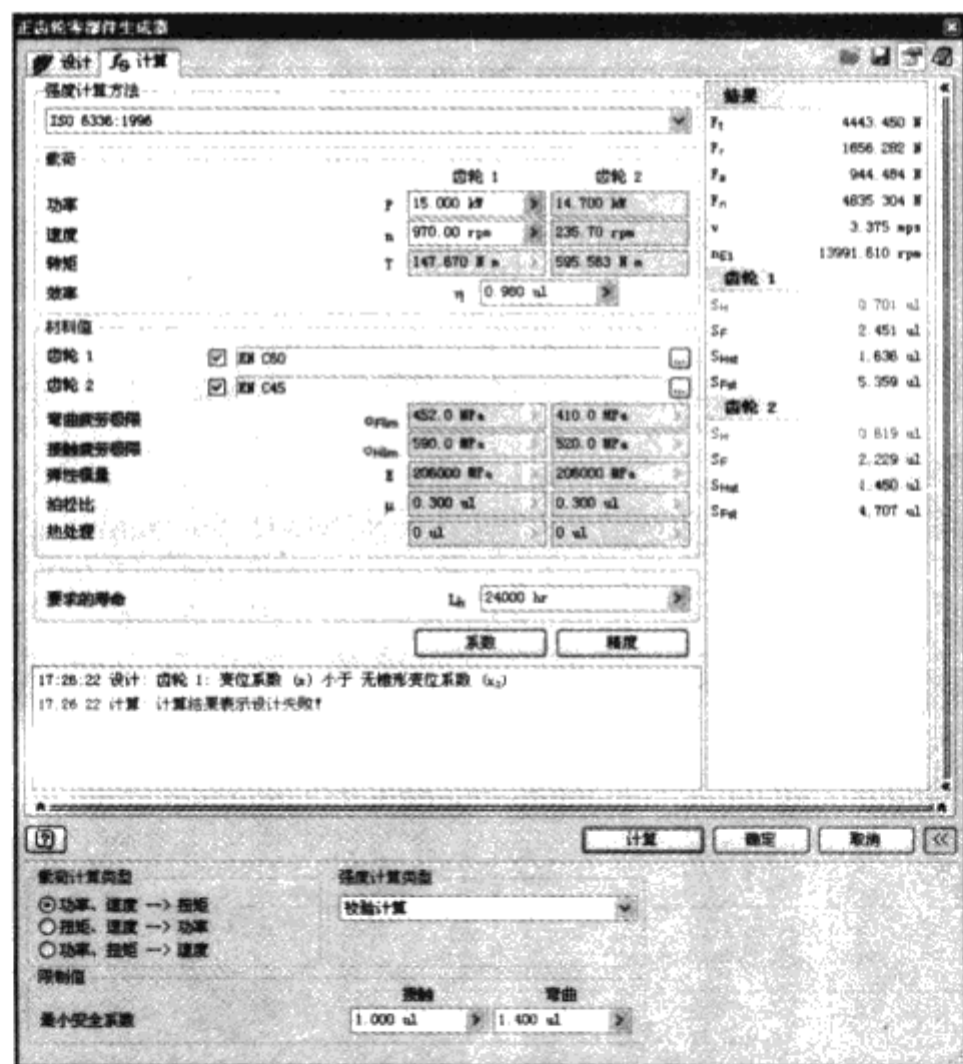 正齿轮零部件生成器
设计 计算
强度计算方法
ISO 6336:1996
载荷
齿轮 1 齿轮 2
功率 P 15.000 kW 14.700 kW
速度 n 970.00 rpm 235.70 rpm
转矩 T 147.670 N m 595.563 N m
效率 η 0.980 ul
材料值
齿轮 1 EN C60
齿轮 2 EN C45
弯曲疲劳极限 σFlim 452.0 MPa 410.0 MPa
接触疲劳极限 σHlim 590.0 MPa 520.0 MPa
弹性模量 E 206000 MPa 206000 MPa
泊松比 μ 0.300 ul 0.300 ul
热处理 0 ul 0 ul
要求的寿命 Lh 24000 hr
系数 精度
17:26:22 设计: 齿轮 1: 变位系数 (x) 小于 无锥形变位系数 (xz)
17:26:22 计算: 计算结果表示设计失败!
结果
Ft 4443.450 N
Fr 1656.282 N
Fa 944.484 N
Fn 4835.304 N
v 3.375 mps
nE1 13991.610 rpm
齿轮 1
SH 0.701 ul
SF 2.451 ul
SHst 1.636 ul
SFst 5.359 ul
齿轮 2
SH 0.619 ul
SF 2.229 ul
SHst 1.450 ul
SFst 4.707 ul
计算 确定 取消
载荷计算类型
功率、速度 --> 扭矩
扭矩、速度 --> 功率
功率、扭矩 --> 速度
强度计算类型
校验计算
限制值
接触 弯曲
最小安全系数 1.000 ul 1.400 ul